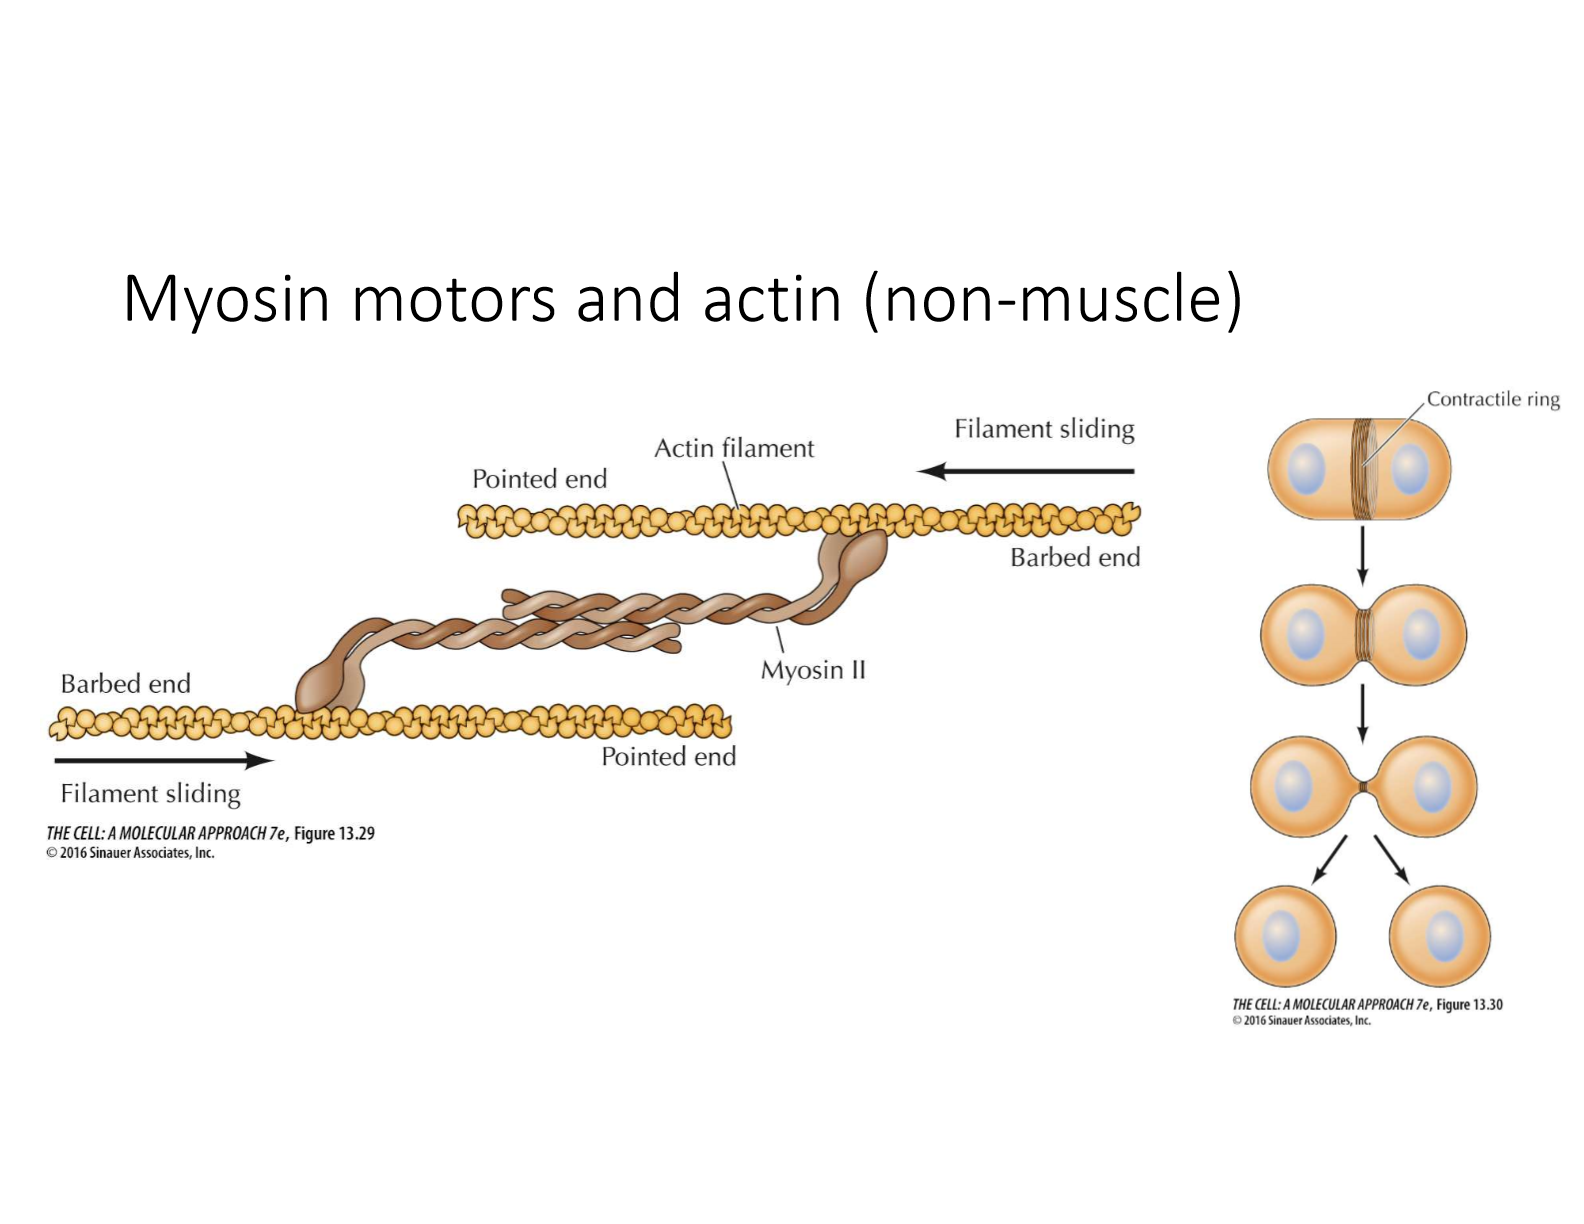 Myosin motors and actin (non-muscle)
Filament sliding
Actin filament
Pointed end
Barbed end
Myosin II
Barbed end
Pointed end
Filament sliding
THE CELL: A MOLECULAR APPROACH 7e, Figure 13.29
© 2016 Sinauer Associates, Inc.
Contractile ring
THE CELL: A MOLECULAR APPROACH 7e, Figure 13.30
© 2016 Sinauer Associates, Inc.